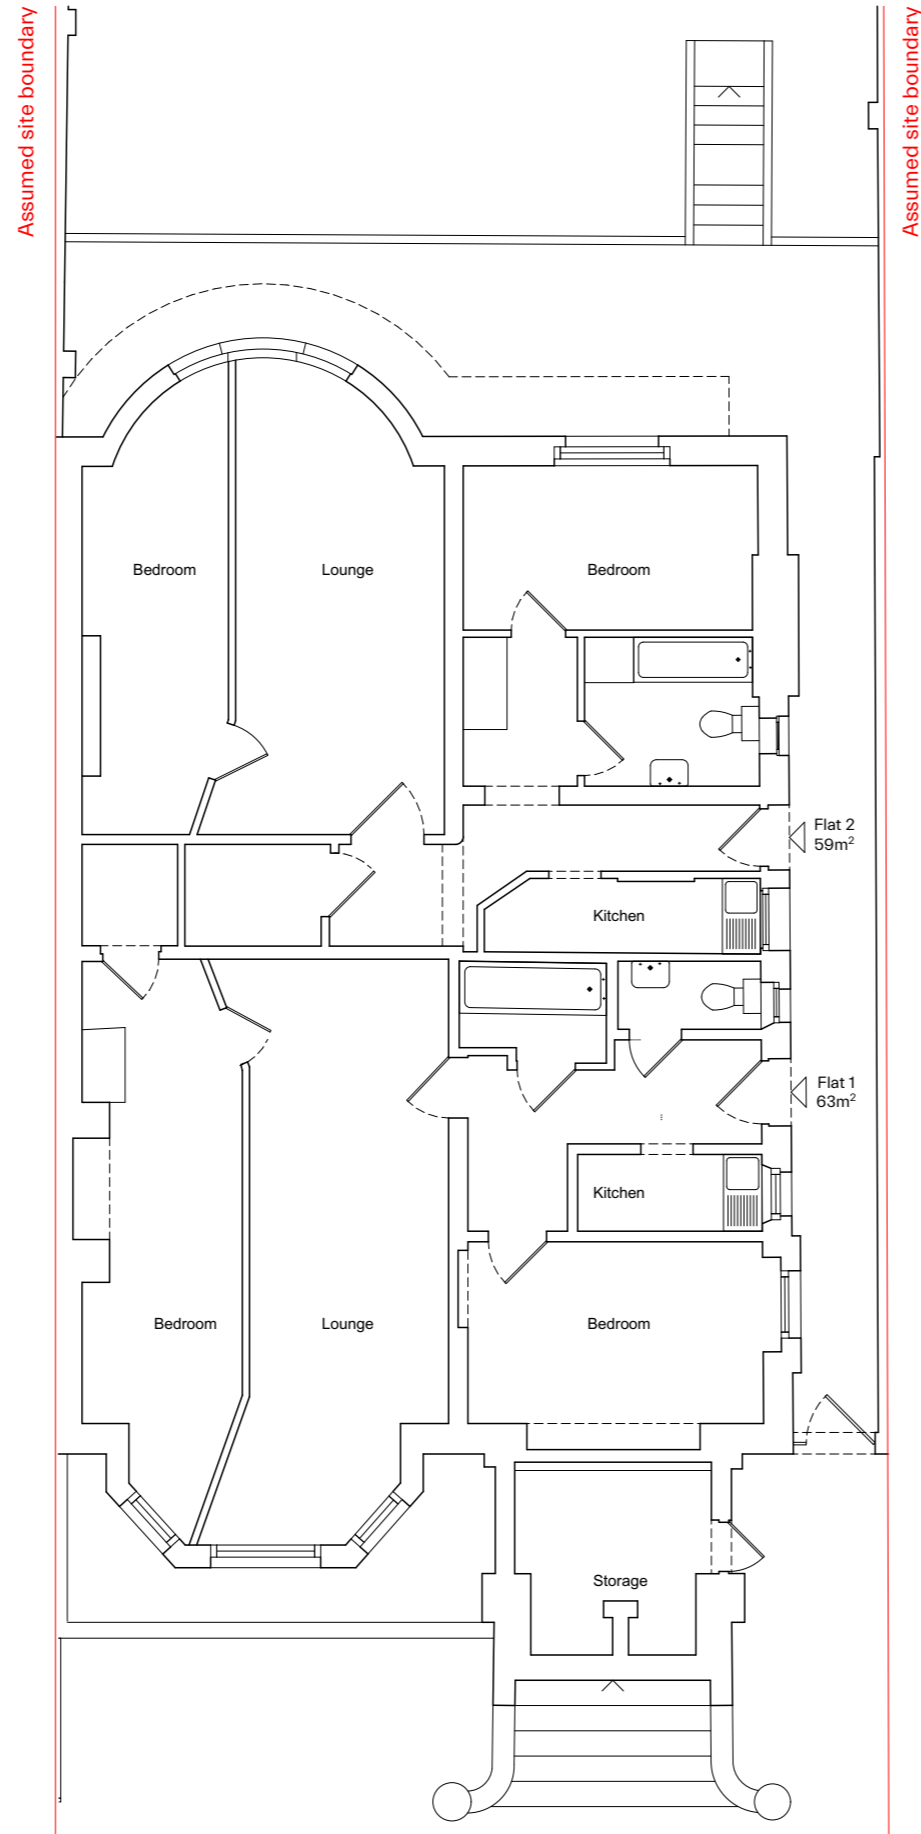 Assumed site boundary
Assumed site boundary
Bedroom
Lounge
Bedroom
Flat 2
59m²
Kitchen
Flat 1
63m²
Kitchen
Bedroom
Lounge
Bedroom
Storage